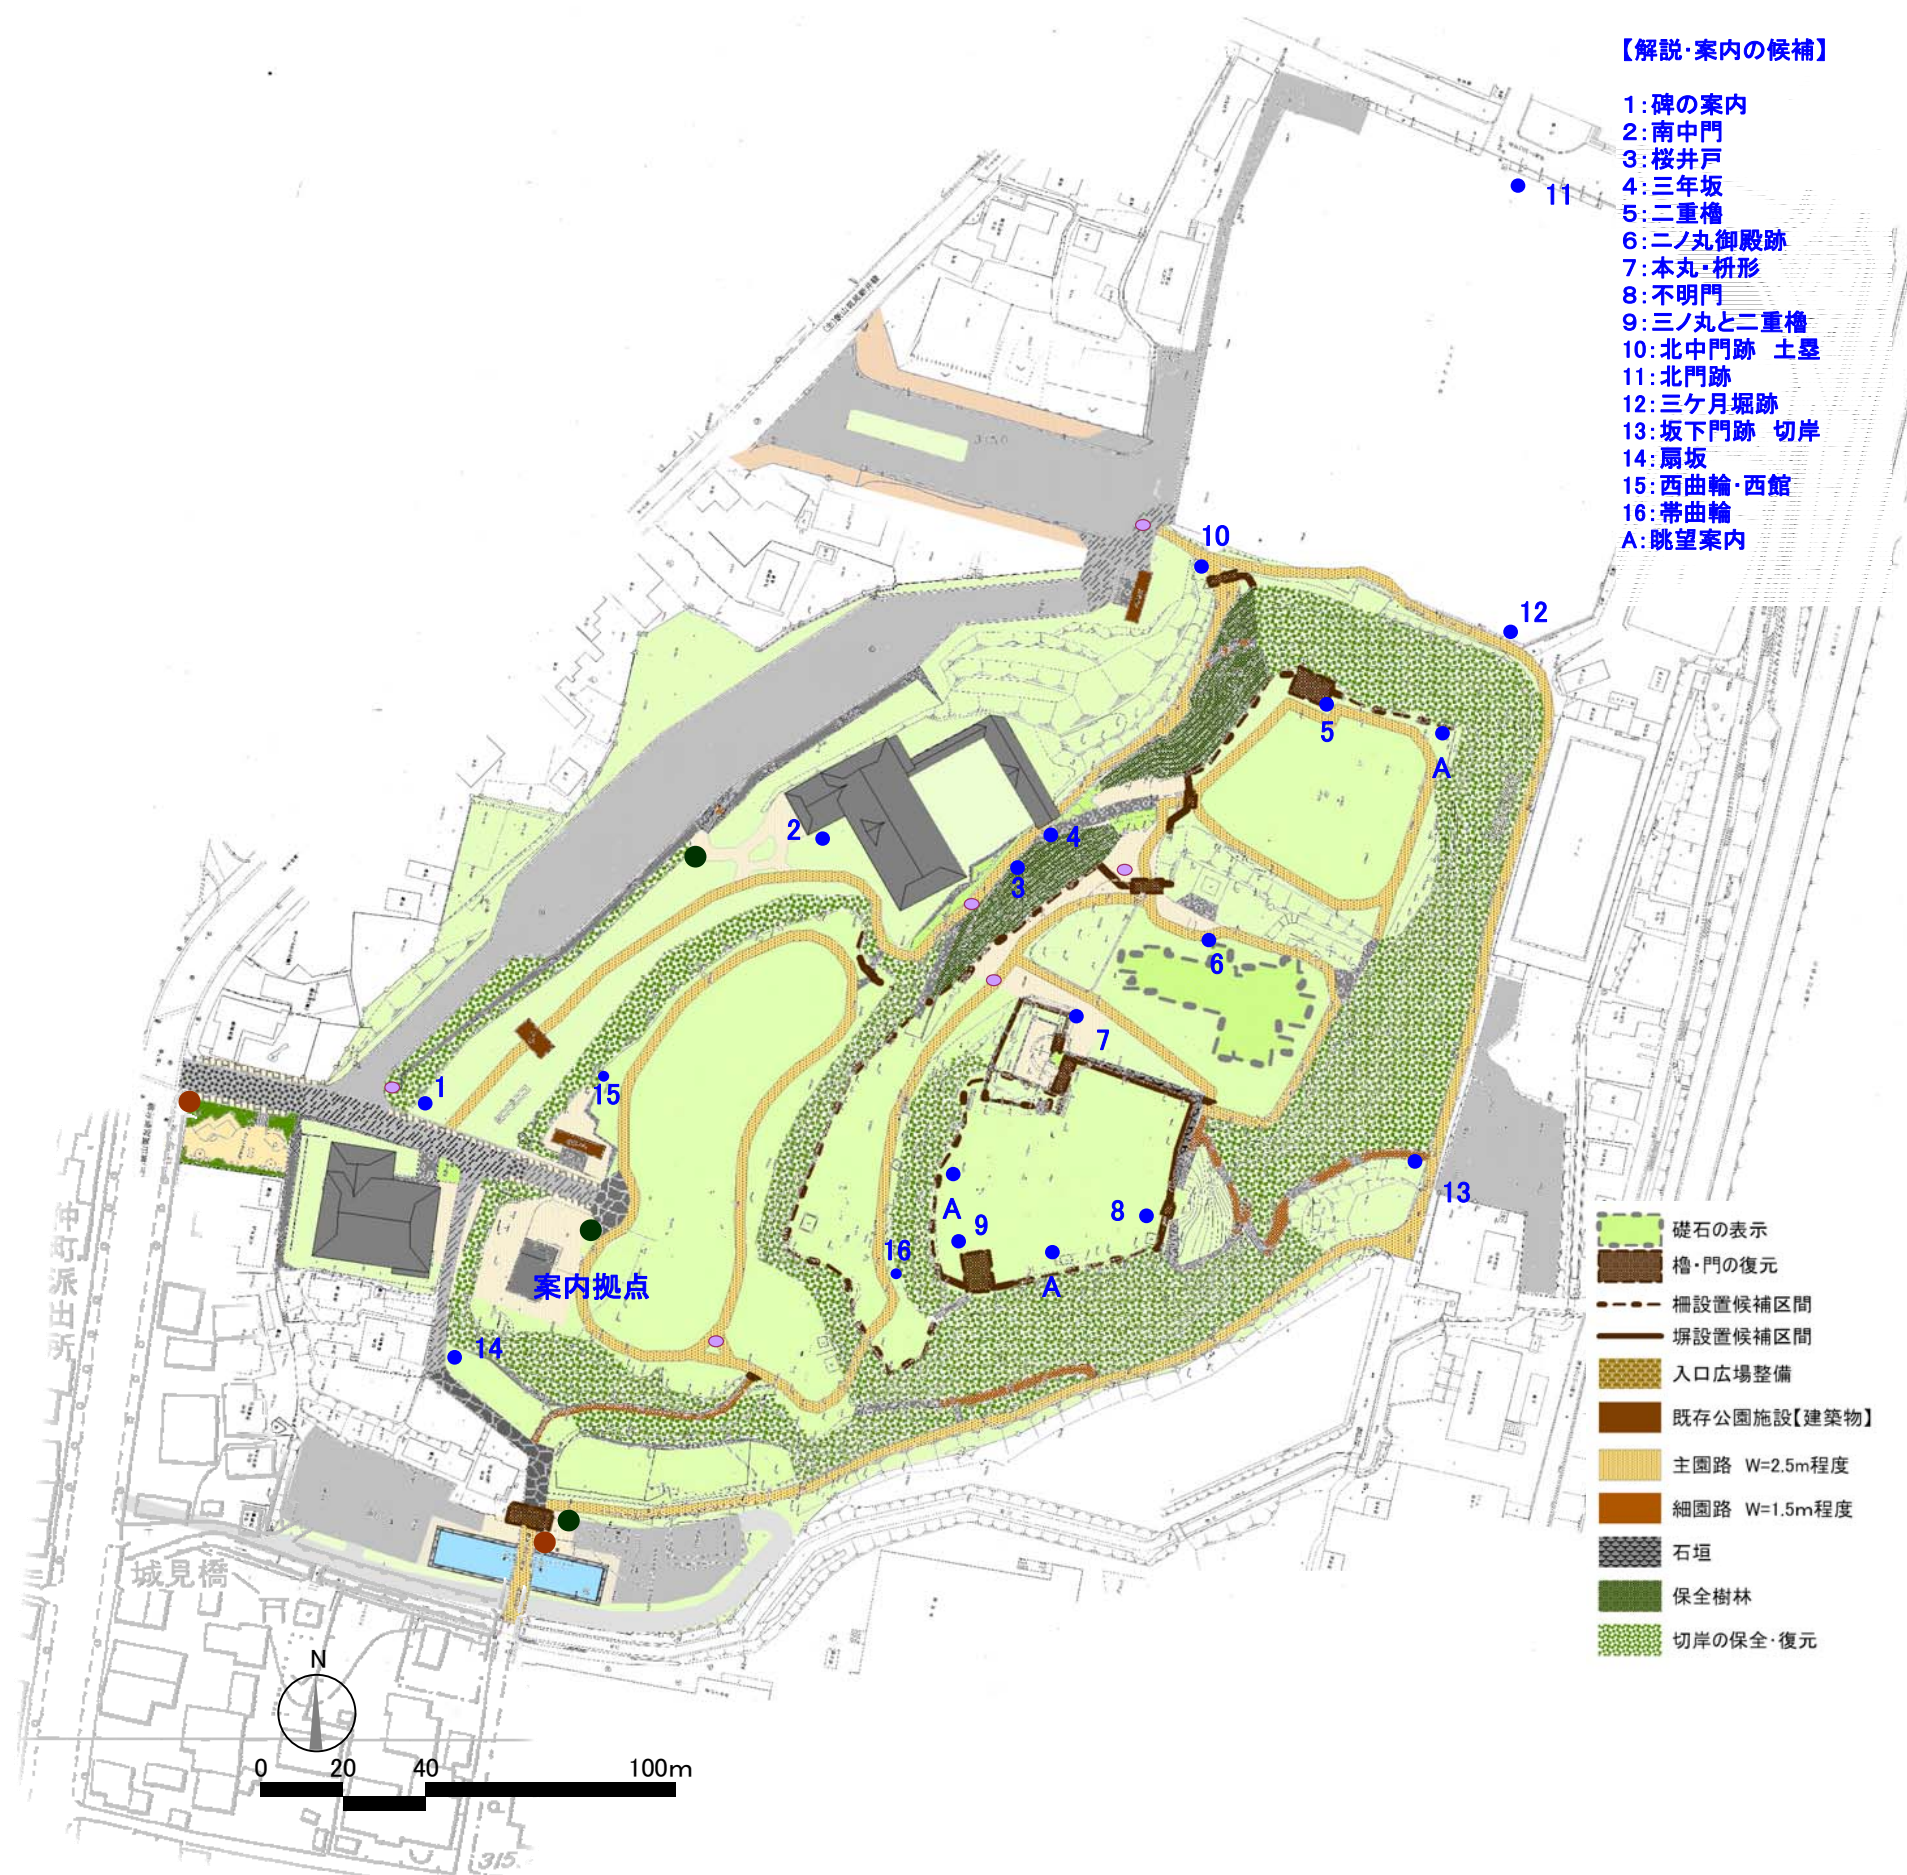 【解説・案内の候補】
1：碑の案内
2：南中門
3：桜井戸
4：三年坂
5：二重櫓
6：二ノ丸御殿跡
7：本丸・枡形
8：不明門
9：三ノ丸と二重櫓
10：北中門跡　土塁
11：北門跡
12：三ケ月堀跡
13：坂下門跡　切岸
14：扇坂
15：西曲輪・西館
16：帯曲輪
A：眺望案内
11
10
12
5
A
2
4
3
6
7
1
15
13
A
8
9
16
A
案内拠点
14
仲町派出所
城見橋
N
0 20 40 100m
315.
礎石の表示
櫓・門の復元
柵設置候補区間
塀設置候補区間
入口広場整備
既存公園施設【建築物】
主園路　W=2.5m程度
細園路　W=1.5m程度
石垣
保全樹林
切岸の保全・復元